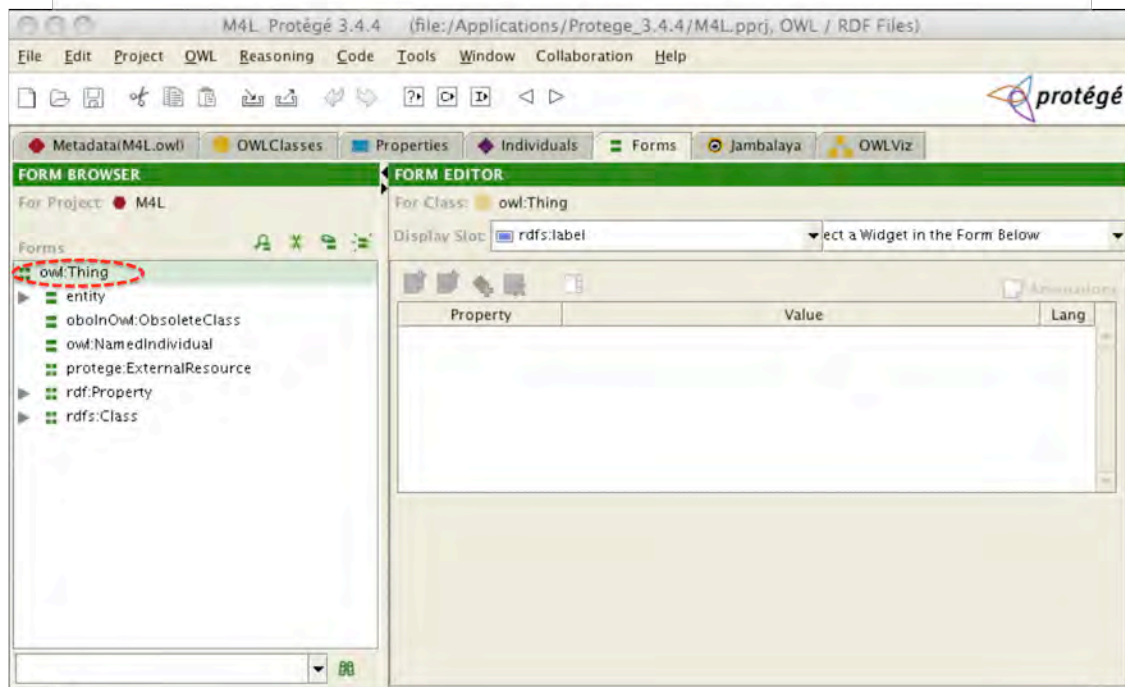 M4L Protégé 3.4.4 (file:/Applications/Protege_3.4.4/M4L.pprj, OWL / RDF Files)
File Edit Project OWL Reasoning Code Tools Window Collaboration Help
protégé
Metadata(M4L.owl) OWLClasses Properties Individuals Forms Jambalaya OWLViz
FORM BROWSER
FORM EDITOR
For Project: M4L
For Class: owl:Thing
Forms
Display Slot: rdfs:label
ect a Widget in the Form Below
owl:Thing
entity
oboInOwl:ObsoleteClass
owl:NamedIndividual
protege:ExternalResource
rdf:Property
rdfs:Class
Annotations
Property Value Lang